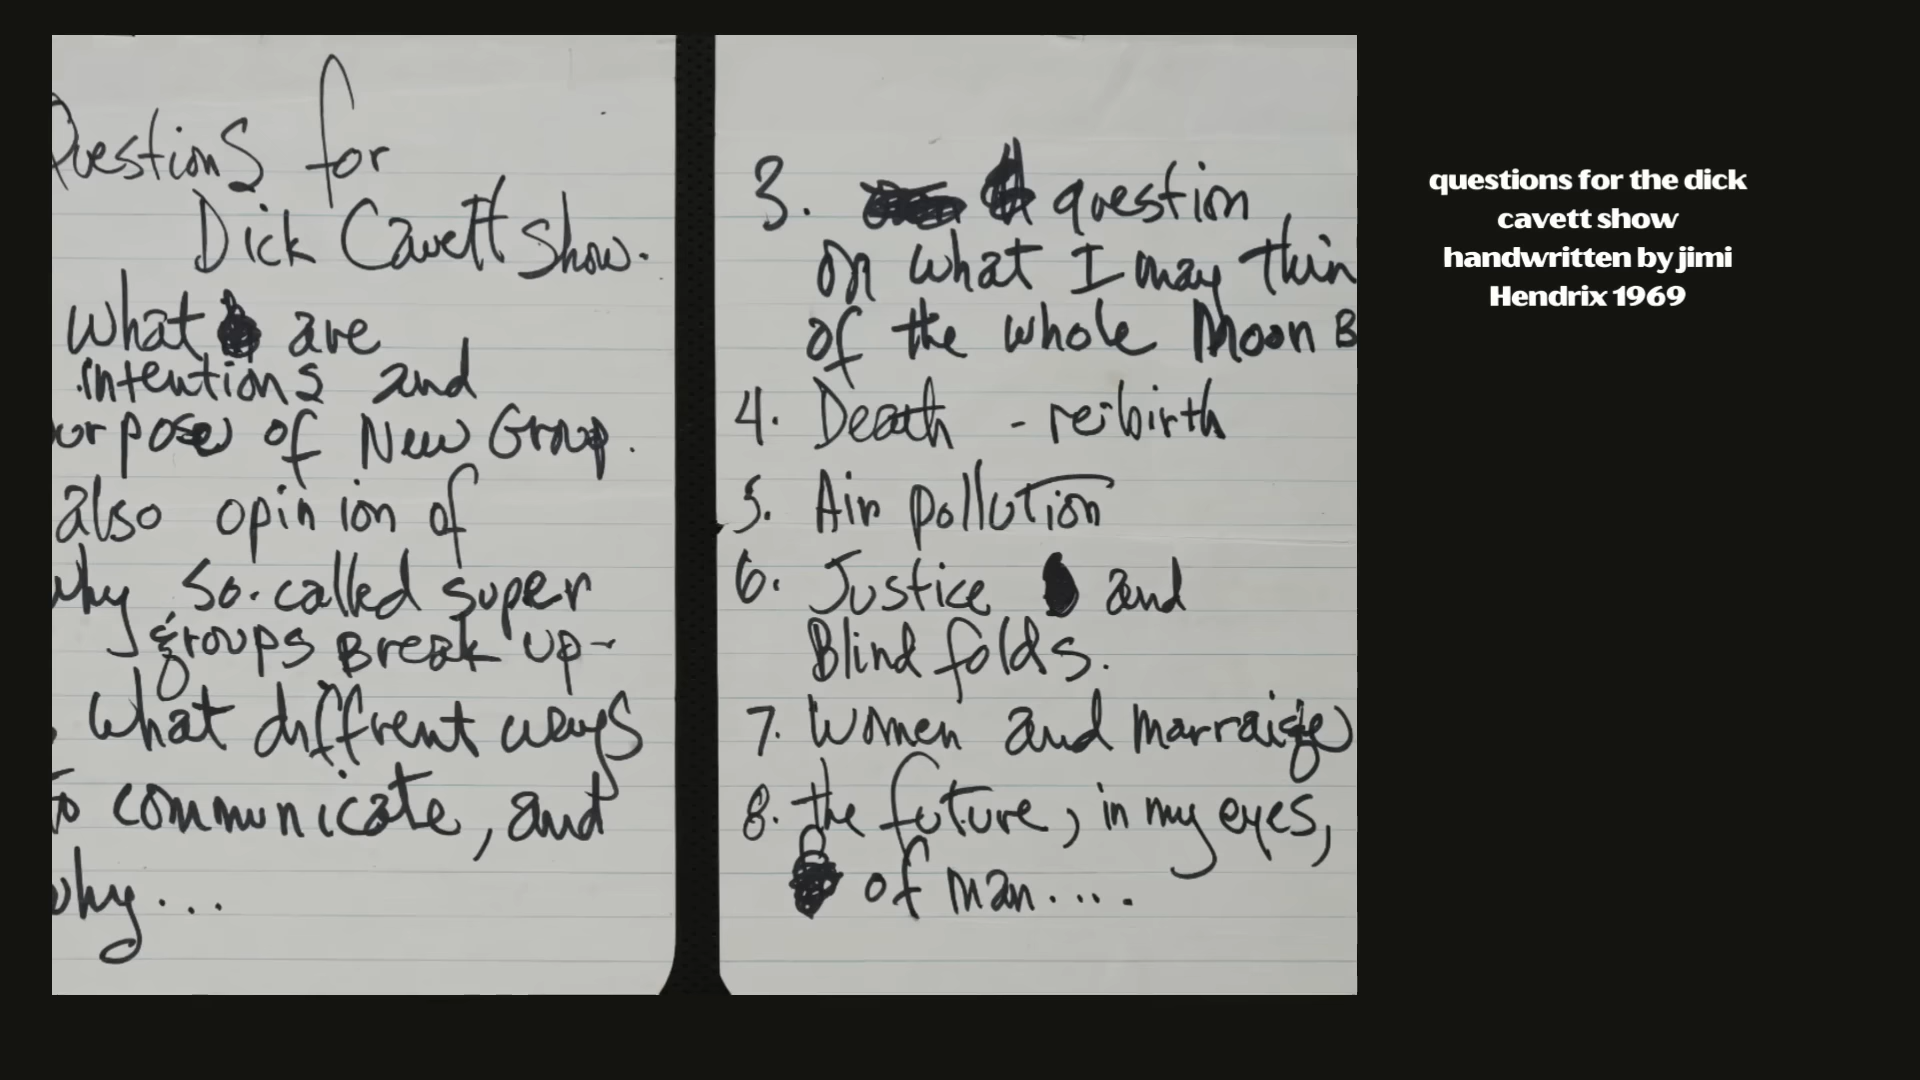 Questions for
Dick Cavett Show.
What are
intentions and
urpose of New Group.
also opinion of
why so-called super
groups Break up-
What diffrent ways
to communicate, and
why...
3. question
on what I may thin
of the whole Moon B
4. Death - re-birth
5. Air pollution
6. Justice and
Blind folds.
7. Women and marraige
8. the future, in my eyes,
of man....
questions for the dick
cavett show
handwritten by jimi
Hendrix 1969